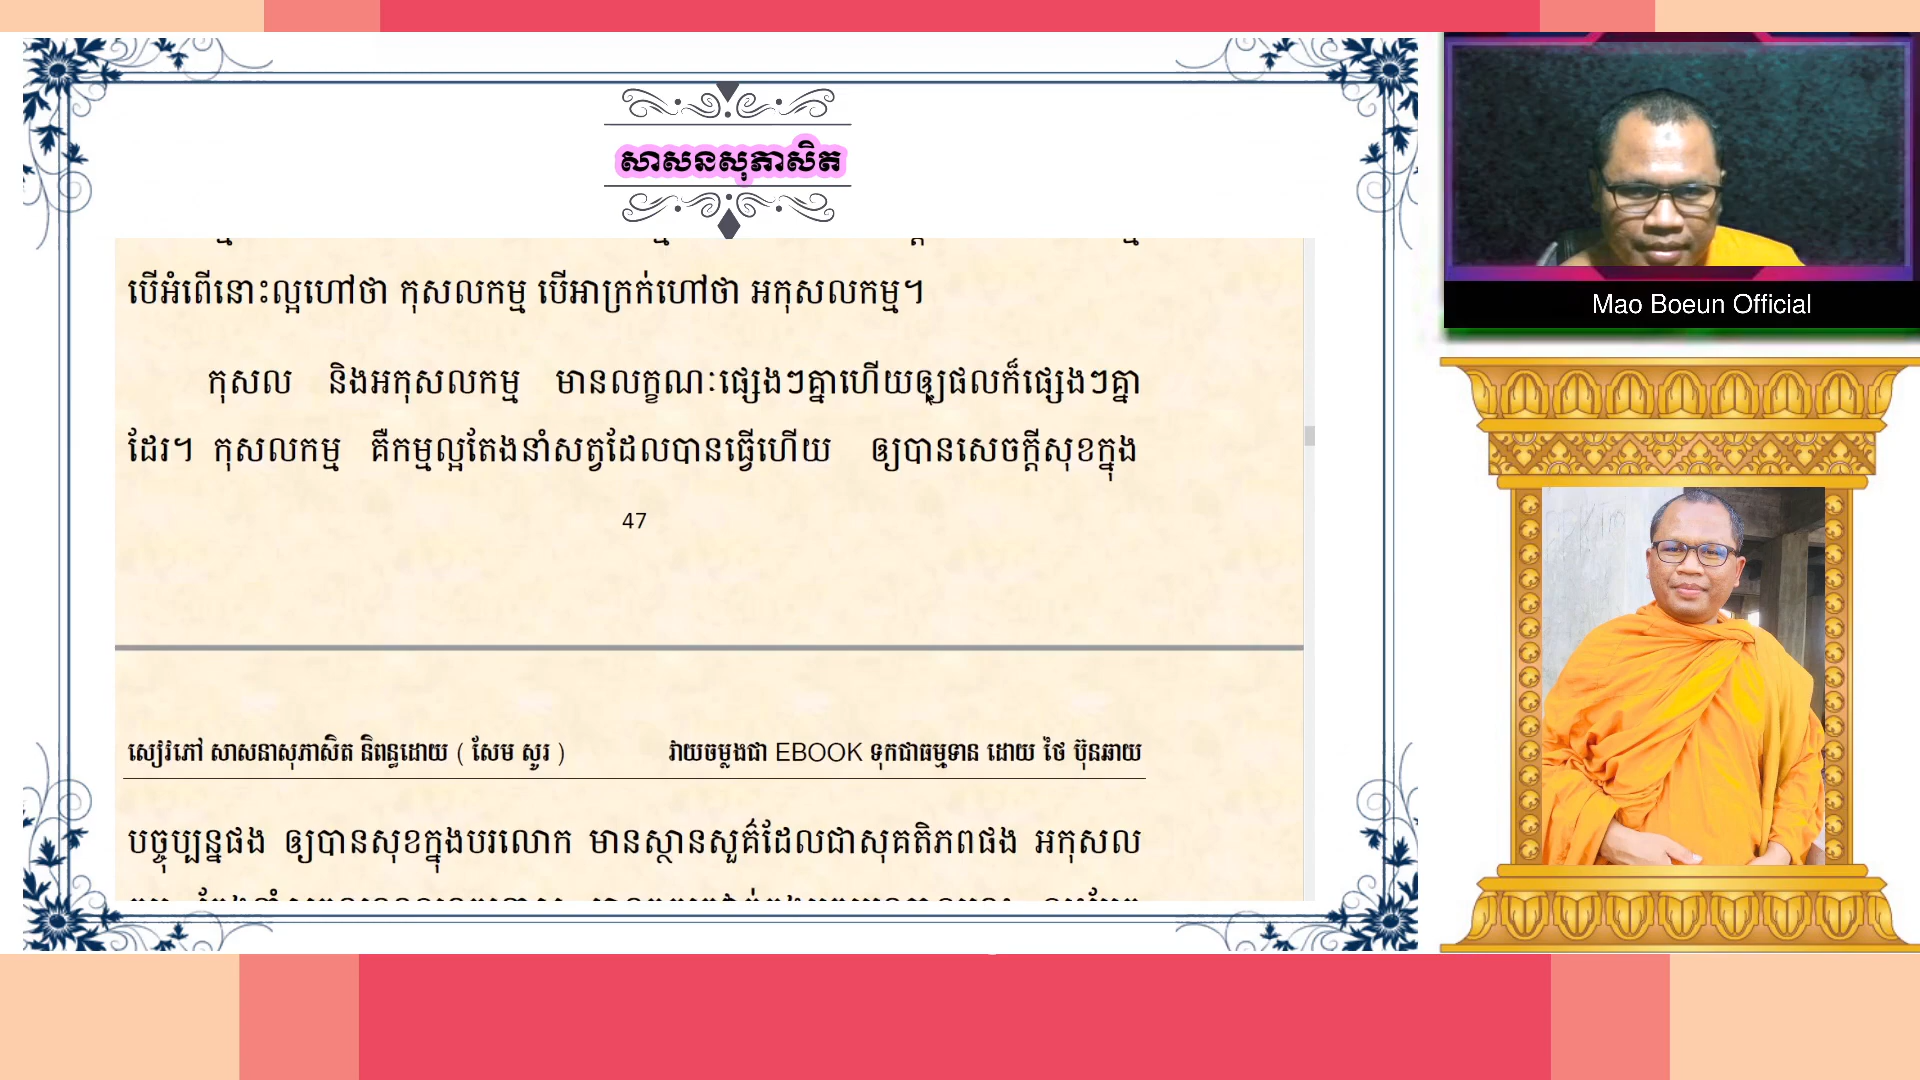 សាសនសុភាសិត
បើអំពើនោះល្អហៅថា កុសលកម្ម បើអាក្រក់ហៅថា អកុសលកម្ម។
កុសល និងអកុសលកម្ម មានលក្ខណៈផ្សេងៗគ្នាហើយឲ្យផលក៏ផ្សេងៗគ្នា
ដែរ។ កុសលកម្ម គឺកម្មល្អតែងនាំសត្វដែលបានធ្វើហើយ ឲ្យបានសេចក្ដីសុខក្នុង
47
សៀវភៅ សាសនាសុភាសិត និពន្ធដោយ ( សែម សូរ ) វាយចម្លងជា EBOOK ទុកជាធម្មទាន ដោយ ថៃ ប៊ុនឆាយ
បច្ចុប្បន្នផង ឲ្យបានសុខក្នុងបរលោក មានស្ថានសួគ៌ដែលជាសុគតិភពផង អកុសល
Mao Boeun Official